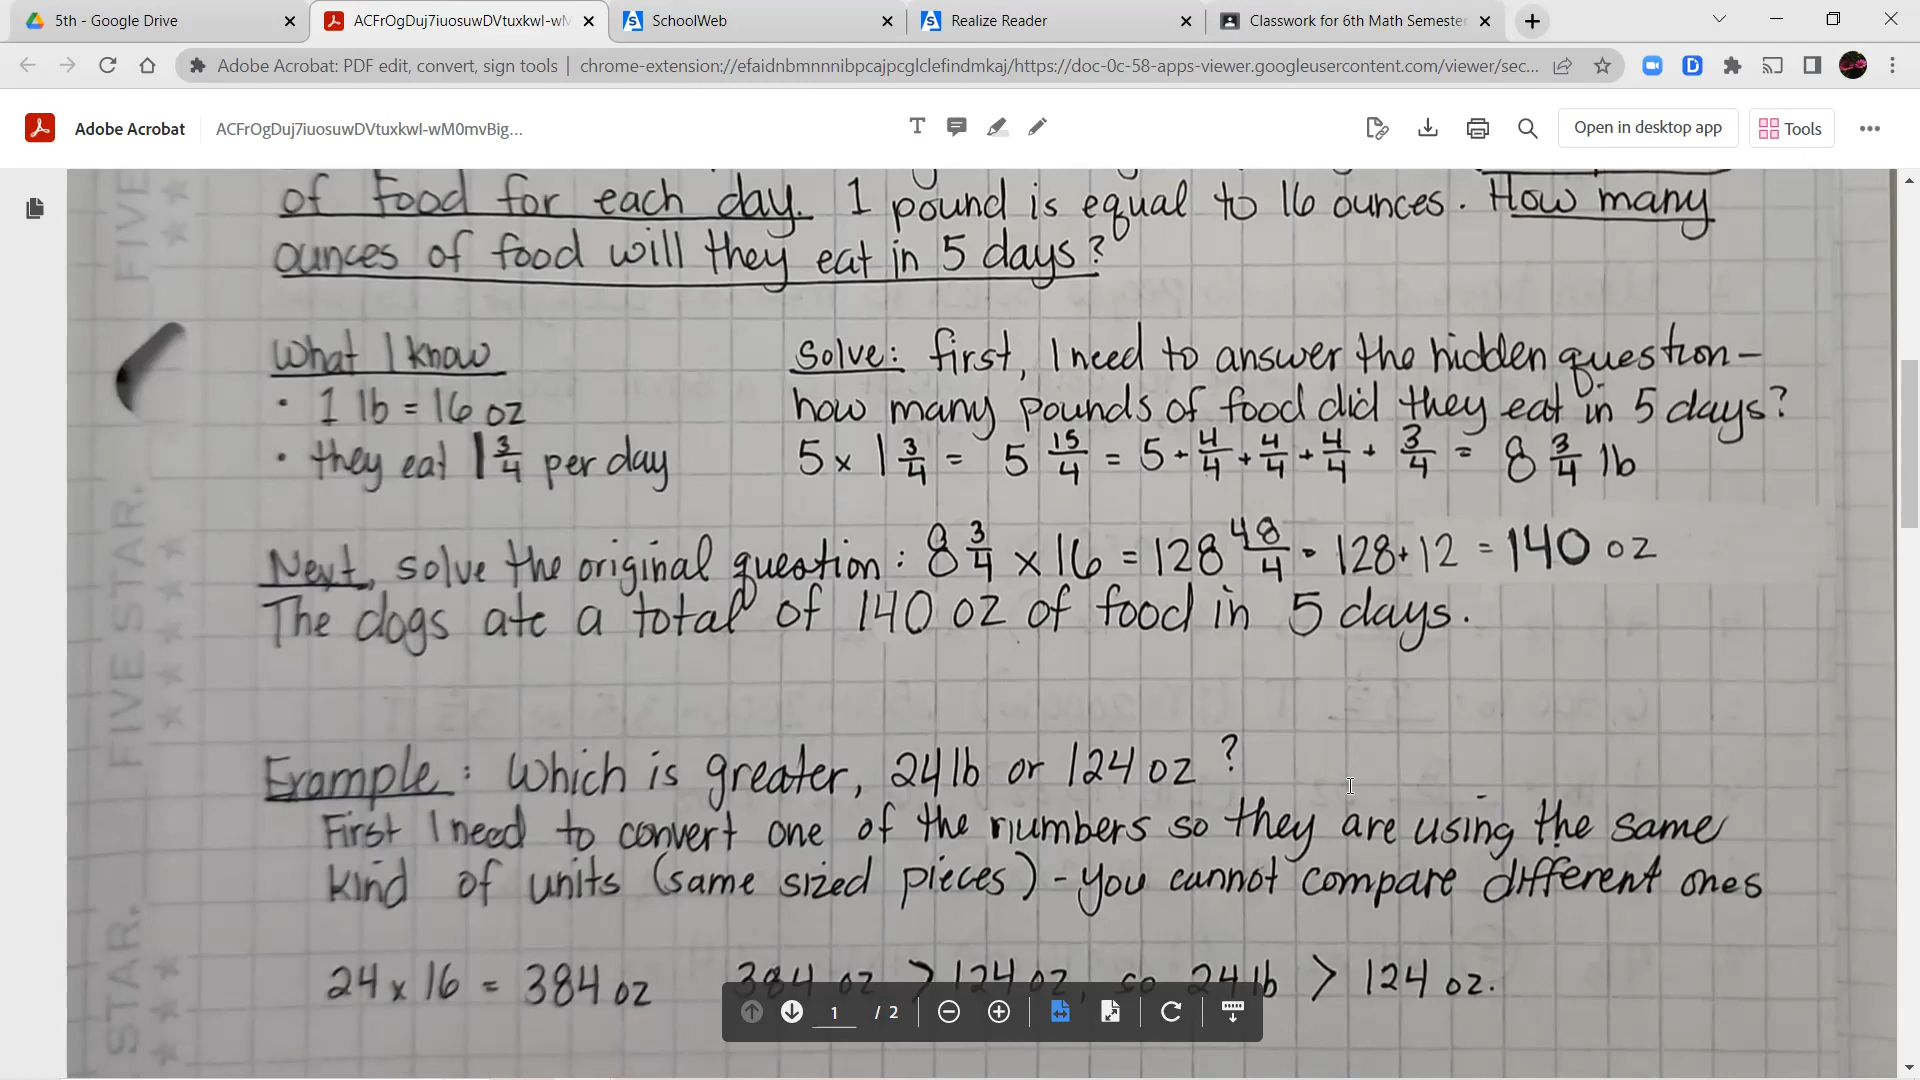 5th - Google Drive
ACFrOgDuj7iuosuwDVtuxkwl-wM
SchoolWeb
Realize Reader
Classwork for 6th Math Semester
Adobe Acrobat: PDF edit, convert, sign tools | chrome-extension://efaidnbmnnnibpcajpcglclefindmkaj/https://doc-0c-58-apps-viewer.googleusercontent.com/viewer/sec...
Adobe Acrobat
ACFrOgDuj7iuosuwDVtuxkwl-wM0mvBig...
Open in desktop app
Tools
of food for each day. 1 pound is equal to 16 ounces. How many
ounces of food will they eat in 5 days?
What I know
• 1 lb = 16 oz
• they eat 1 3/4 per day
Solve: first, I need to answer the hidden question -
how many pounds of food did they eat in 5 days?
5 x 1 3/4 = 5 15/4 = 5 + 4/4 + 4/4 + 4/4 + 3/4 = 8 3/4 lb
Next, solve the original question: 8 3/4 x 16 = 128 48/4 = 128 + 12 = 140 oz
The dogs ate a total of 140 oz of food in 5 days.
Example: Which is greater, 24 lb or 124 oz?
First I need to convert one of the numbers so they are using the same
kind of units (same sized pieces) - you cannot compare different ones
24 x 16 = 384 oz 384 oz > 124 oz, so 24 lb > 124 oz.
1 / 2
FIVE
FIVE STAR.
STAR.